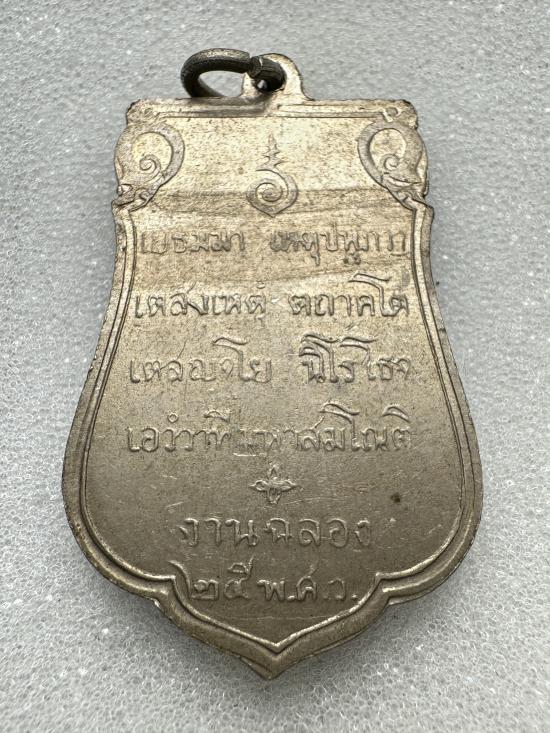 เยธมฺมา เหตุปฺปภวา
เตสํเหตุํ ตถาคโต
เตสญฺจโย นิโรโธจ
เอวํวาทีมหาสมโณติ
งานฉลอง
๒๕ พ.ศ.ว.